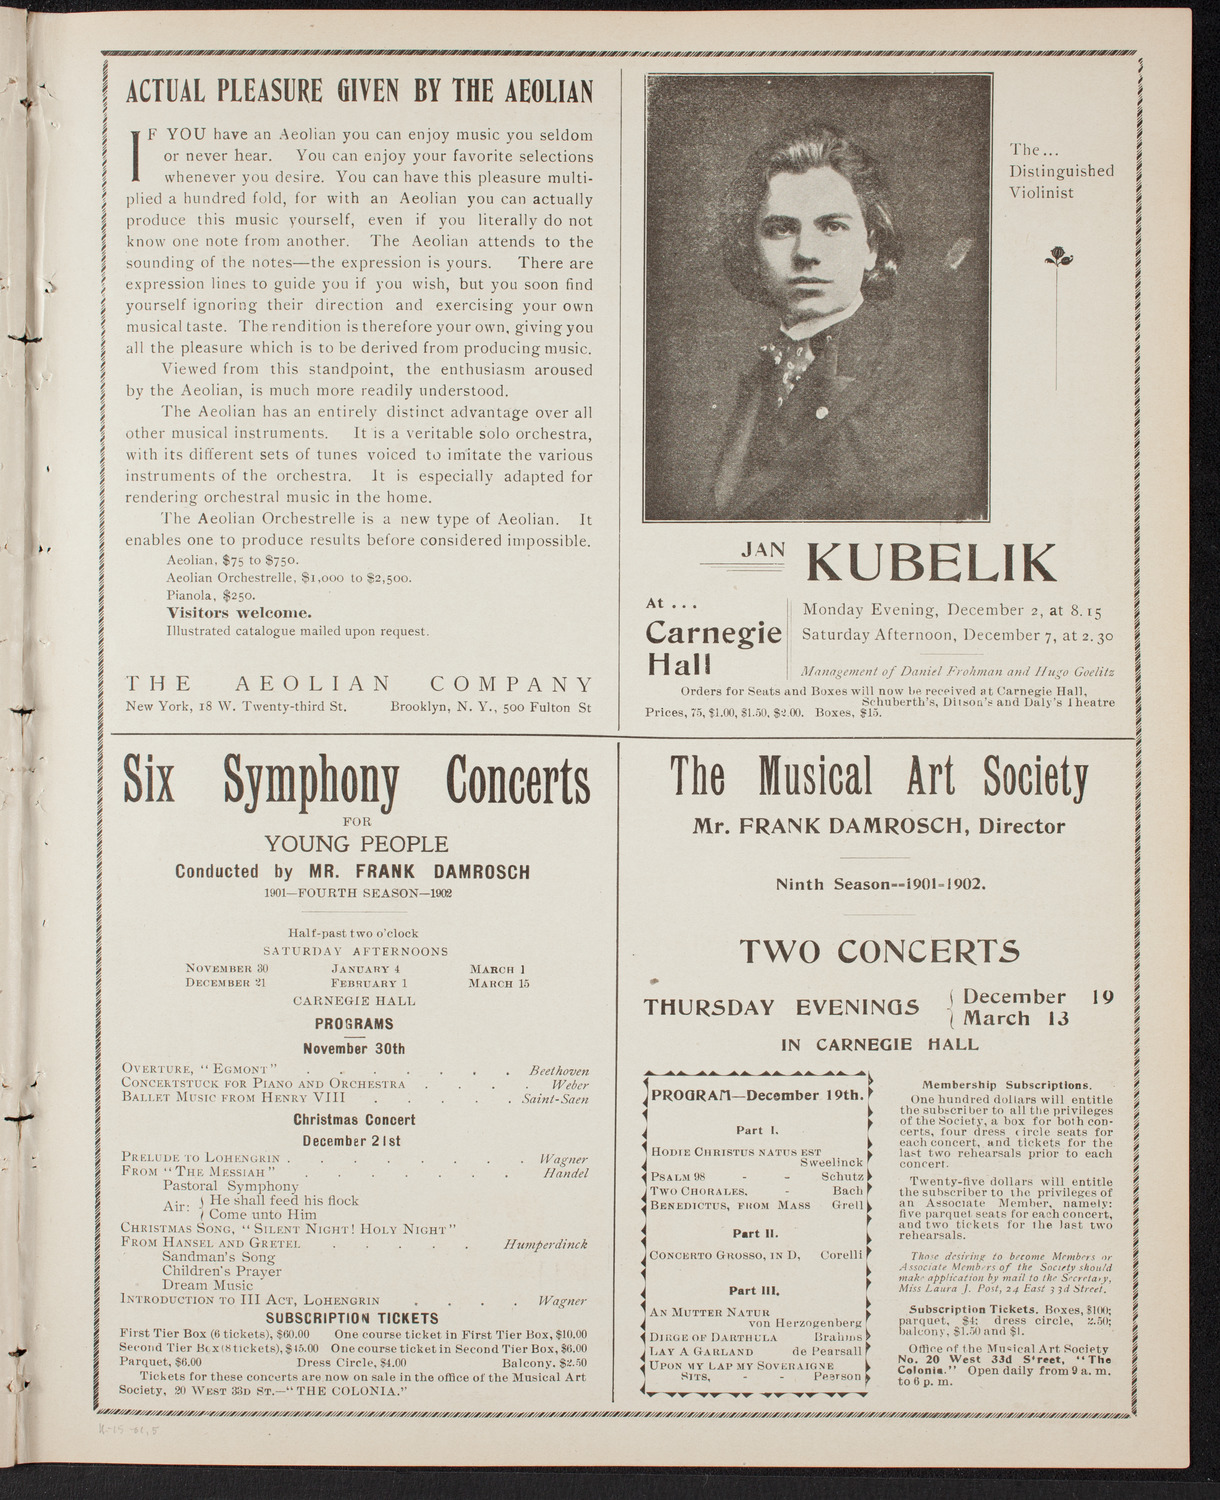 ACTUAL PLEASURE GIVEN BY THE AEOLIAN
IF YOU have an Aeolian you can enjoy music you seldom
or never hear. You can enjoy your favorite selections
whenever you desire. You can have this pleasure multi-
plied a hundred fold, for with an Aeolian you can actually
produce this music yourself, even if you literally do not
know one note from another. The Aeolian attends to the
sounding of the notes—the expression is yours. There are
expression lines to guide you if you wish, but you soon find
yourself ignoring their direction and exercising your own
musical taste. The rendition is therefore your own, giving you
all the pleasure which is to be derived from producing music.
Viewed from this standpoint, the enthusiasm aroused
by the Aeolian, is much more readily understood.
The Aeolian has an entirely distinct advantage over all
other musical instruments. It is a veritable solo orchestra,
with its different sets of tunes voiced to imitate the various
instruments of the orchestra. It is especially adapted for
rendering orchestral music in the home.
The Aeolian Orchestrelle is a new type of Aeolian. It
enables one to produce results before considered impossible.
Aeolian, $75 to $750.
Aeolian Orchestrelle, $1,000 to $2,500.
Pianola, $250.
Visitors welcome.
Illustrated catalogue mailed upon request.
THE AEOLIAN COMPANY
New York, 18 W. Twenty-third St. Brooklyn, N. Y., 500 Fulton St
The...
Distinguished
Violinist
JAN KUBELIK
At ...
Carnegie
Hall
Monday Evening, December 2, at 8.15
Saturday Afternoon, December 7, at 2.30
Management of Daniel Frohman and Hugo Goelitz
Orders for Seats and Boxes will now be received at Carnegie Hall,
Schuberth's, Ditson's and Daly's Theatre
Prices, 75, $1.00, $1.50, $2.00. Boxes, $15.
Six Symphony Concerts
FOR
YOUNG PEOPLE
Conducted by MR. FRANK DAMROSCH
1901—FOURTH SEASON—1902
Half-past two o'clock
SATURDAY AFTERNOONS
NOVEMBER 30 JANUARY 4 MARCH 1
DECEMBER 21 FEBRUARY 1 MARCH 15
CARNEGIE HALL
PROGRAMS
November 30th
OVERTURE, "EGMONT" . . . . . . Beethoven
CONCERTSTUCK FOR PIANO AND ORCHESTRA . . . . Weber
BALLET MUSIC FROM HENRY VIII . . . . . Saint-Saen
Christmas Concert
December 21st
PRELUDE TO LOHENGRIN . . . . . . . . Wagner
FROM "THE MESSIAH" . . . . . . . . Handel
Pastoral Symphony
Air: { He shall feed his flock
{ Come unto Him
CHRISTMAS SONG, "SILENT NIGHT! HOLY NIGHT"
FROM HANSEL AND GRETEL . . . . . Humperdinck
Sandman's Song
Children's Prayer
Dream Music
INTRODUCTION TO III ACT, LOHENGRIN . . . . Wagner
SUBSCRIPTION TICKETS
First Tier Box (6 tickets), $60.00 One course ticket in First Tier Box, $10.00
Second Tier Box (8 tickets), $45.00 One course ticket in Second Tier Box, $6.00
Parquet, $6.00 Dress Circle, $4.00 Balcony. $2.50
Tickets for these concerts are now on sale in the office of the Musical Art
Society, 20 WEST 33D ST.—"THE COLONIA."
The Musical Art Society
Mr. FRANK DAMROSCH, Director
Ninth Season--1901-1902.
TWO CONCERTS
THURSDAY EVENINGS { December 19
{ March 13
IN CARNEGIE HALL
PROGRAM—December 19th.
Part I.
HODIE CHRISTUS NATUS EST
Sweelinck
PSALM 98 - - Schutz
TWO CHORALES. - Bach
BENEDICTUS, FROM MASS Grell
Part II.
CONCERTO GROSSO, IN D, Corelli
Part III.
AN MUTTER NATUR
von Herzogenberg
DIRGE OF DARTHULA Brahms
LAY A GARLAND de Pearsall
UPON MY LAP MY SOVERAIGNE
SITS, - - Pearson
Membership Subscriptions.
One hundred dollars will entitle
the subscriber to all the privileges
of the Society, a box for both con-
certs, four dress circle seats for
each concert, and tickets for the
last two rehearsals prior to each
concert.
Twenty-five dollars will entitle
the subscriber to the privileges of
an Associate Member, namely:
five parquet seats for each concert,
and two tickets for the last two
rehearsals.
Those desiring to become Members or
Associate Members of the Society should
make application by mail to the Secretary,
Miss Laura J. Post, 24 East 33d Street.
Subscription Tickets. Boxes, $100;
parquet, $4; dress circle, 2.50;
balcony, $1.50 and $1.
Office of the Musical Art Society
No. 20 West 33d Street, "The
Colonia." Open daily from 9 a. m.
to 6 p. m.